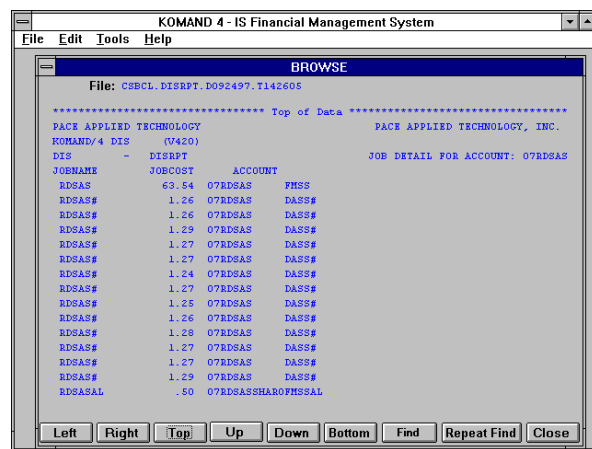 KOMAND 4 - IS Financial Management System
File Edit Tools Help
BROWSE
File: CSBCL.DISRPT.D092497.T142605
********************************* Top of Data **********************************
PACE APPLIED TECHNOLOGY PACE APPLIED TECHNOLOGY, INC.
KOMAND/4 DIS (V420)
DIS - DISRPT JOB DETAIL FOR ACCOUNT: 07RDSAS
JOBNAME JOBCOST ACCOUNT
RDSAS 63.54 07RDSAS FMSS
RDSAS# 1.26 07RDSAS DASS#
RDSAS# 1.26 07RDSAS DASS#
RDSAS# 1.29 07RDSAS DASS#
RDSAS# 1.27 07RDSAS DASS#
RDSAS# 1.27 07RDSAS DASS#
RDSAS# 1.24 07RDSAS DASS#
RDSAS# 1.27 07RDSAS DASS#
RDSAS# 1.25 07RDSAS DASS#
RDSAS# 1.26 07RDSAS DASS#
RDSAS# 1.28 07RDSAS DASS#
RDSAS# 1.27 07RDSAS DASS#
RDSAS# 1.27 07RDSAS DASS#
RDSAS# 1.29 07RDSAS DASS#
RDSASAL .50 07RDSASSHAROFMSSAL
Left Right Top Up Down Bottom Find Repeat Find Close